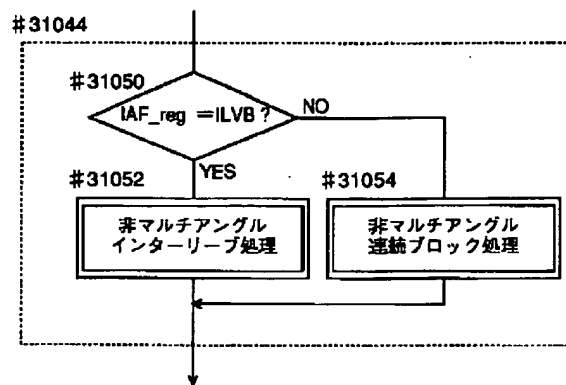 #31044
#31050
IAF_reg =ILVB ?
NO
YES
#31052
#31054
非マルチアングル
インターリーブ処理
非マルチアングル
連続ブロック処理